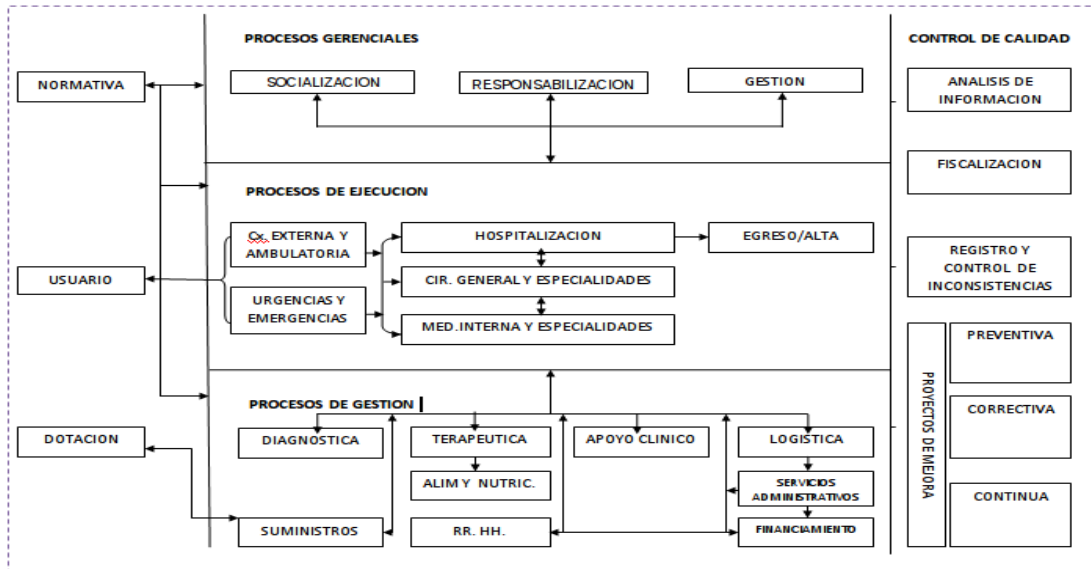 PROCESOS GERENCIALES
CONTROL DE CALIDAD
NORMATIVA
SOCIALIZACION
RESPONSABILIZACION
GESTION
ANALISIS DE
INFORMACION
FISCALIZACION
PROCESOS DE EJECUCION
Cx. EXTERNA Y
AMBULATORIA
HOSPITALIZACION
EGRESO/ALTA
REGISTRO Y
CONTROL DE
INCONSISTENCIAS
USUARIO
CIR. GENERAL Y ESPECIALIDADES
URGENCIAS Y
EMERGENCIAS
MED.INTERNA Y ESPECIALIDADES
PROYECTOS DE MEJORA
PREVENTIVA
CORRECTIVA
CONTINUA
PROCESOS DE GESTION
DOTACION
DIAGNOSTICA
TERAPEUTICA
APOYO CLINICO
LOGISTICA
ALIM Y NUTRIC.
SERVICIOS
ADMINISTRATIVOS
SUMINISTROS
RR. HH.
FINANCIAMIENTO